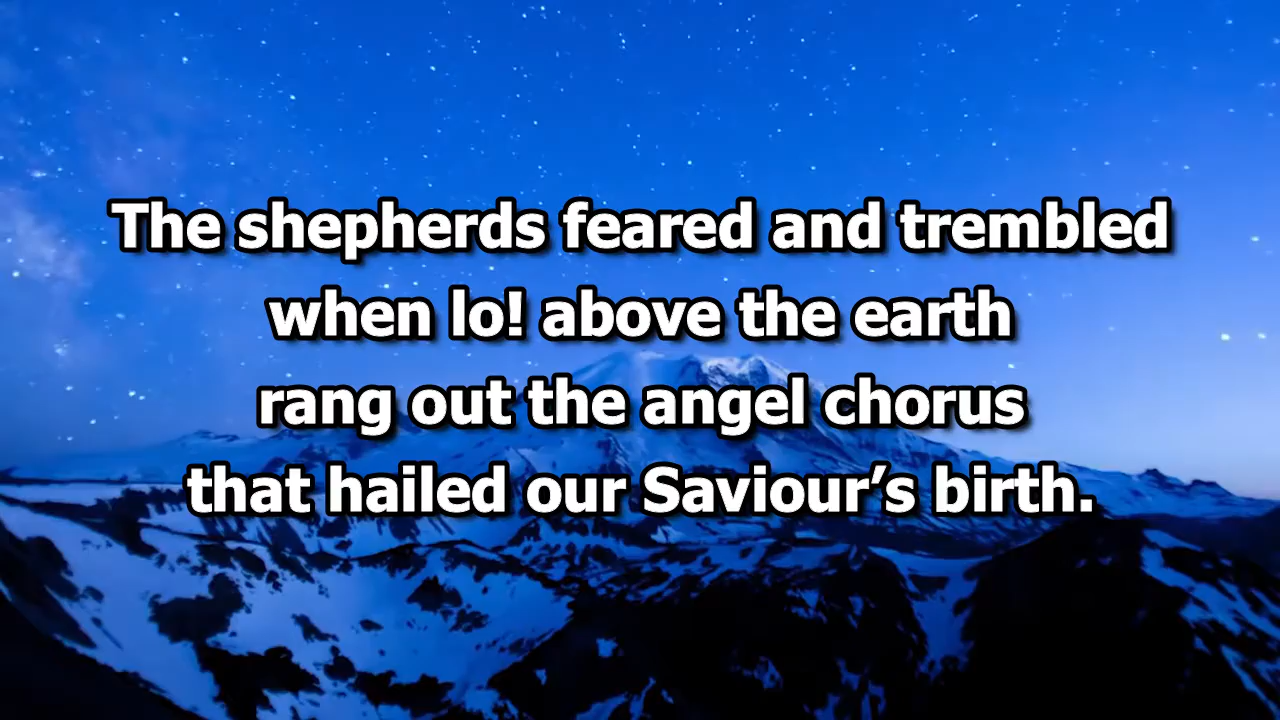 The shepherds feared and trembled
when lo! above the earth
rang out the angel chorus
that hailed our Saviour’s birth.